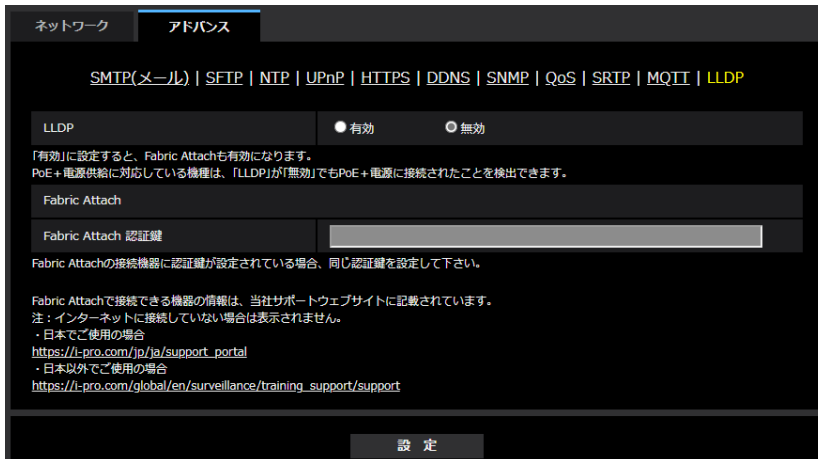 ネットワーク アドバンス
SMTP(メール) | SFTP | NTP | UPnP | HTTPS | DDNS | SNMP | QoS | SRTP | MQTT | LLDP
LLDP 有効 無効
「有効」に設定すると、Fabric Attachも有効になります。
PoE+電源供給に対応している機種は、「LLDP」が「無効」でもPoE+電源に接続されたことを検出できます。
Fabric Attach
Fabric Attach 認証鍵
Fabric Attachの接続機器に認証鍵が設定されている場合、同じ認証鍵を設定して下さい。
Fabric Attachで接続できる機器の情報は、当社サポートウェブサイトに記載されています。
注：インターネットに接続していない場合は表示されません。
・日本でご使用の場合
https://i-pro.com/jp/ja/support_portal
・日本以外でご使用の場合
https://i-pro.com/global/en/surveillance/training_support/support
設 定